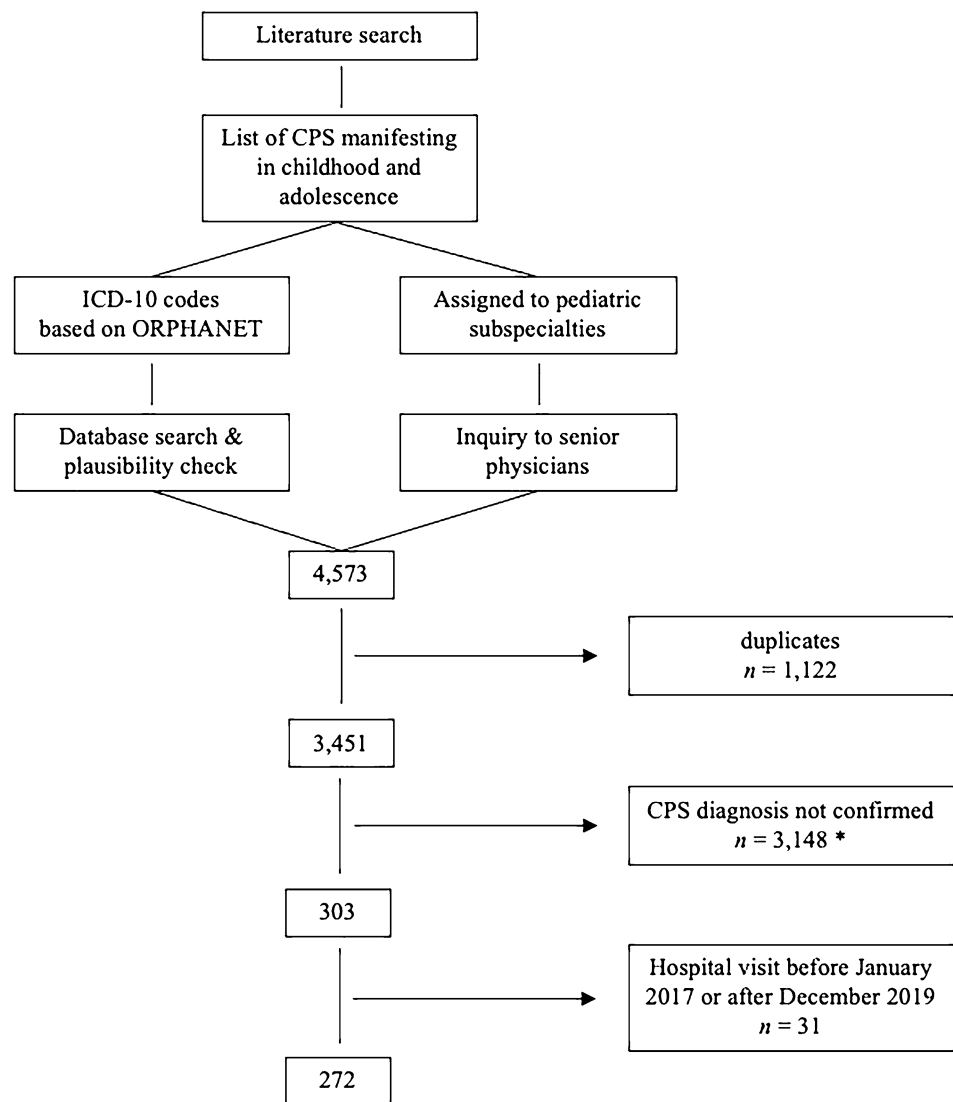 Literature search
List of CPS manifesting
in childhood and
adolescence
ICD-10 codes
based on ORPHANET
Assigned to pediatric
subspecialties
Database search &
plausibility check
Inquiry to senior
physicians
4,573
duplicates
n = 1,122
3,451
CPS diagnosis not confirmed
n = 3,148 *
303
Hospital visit before January
2017 or after December 2019
n = 31
272